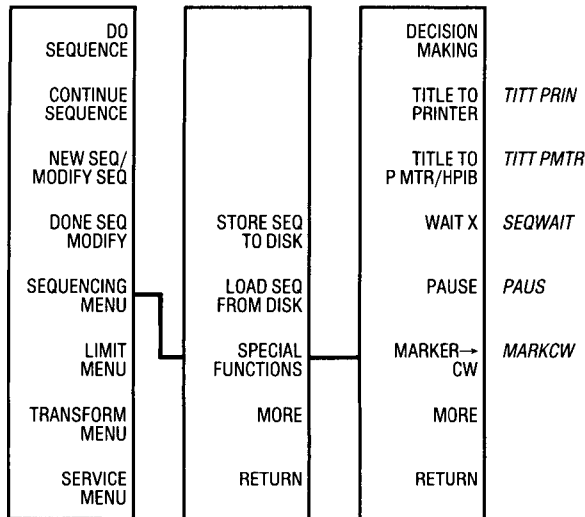 DO
SEQUENCE
CONTINUE
SEQUENCE
NEW SEQ/
MODIFY SEQ
DONE SEQ
MODIFY
SEQUENCING
MENU
LIMIT
MENU
TRANSFORM
MENU
SERVICE
MENU
STORE SEQ
TO DISK
LOAD SEQ
FROM DISK
SPECIAL
FUNCTIONS
MORE
RETURN
DECISION
MAKING
TITLE TO
PRINTER
TITLE TO
P MTR/HPIB
WAIT X
PAUSE
MARKER→
CW
MORE
RETURN
TITT PRIN
TITT PMTR
SEQWAIT
PAUS
MARKCW